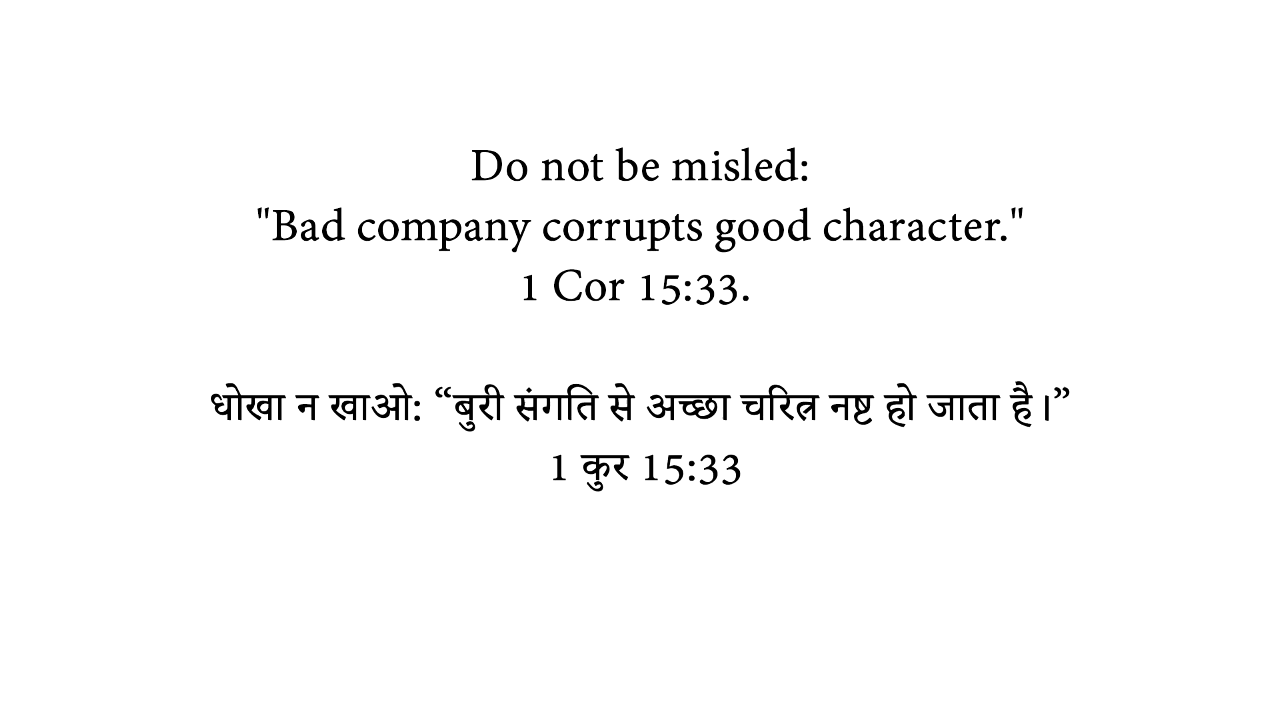 Do not be misled:
"Bad company corrupts good character."
1 Cor 15:33.
धोखा न खाओ: “बुरी संगति से अच्छा चरित्र नष्ट हो जाता है।”
1 कुर 15:33